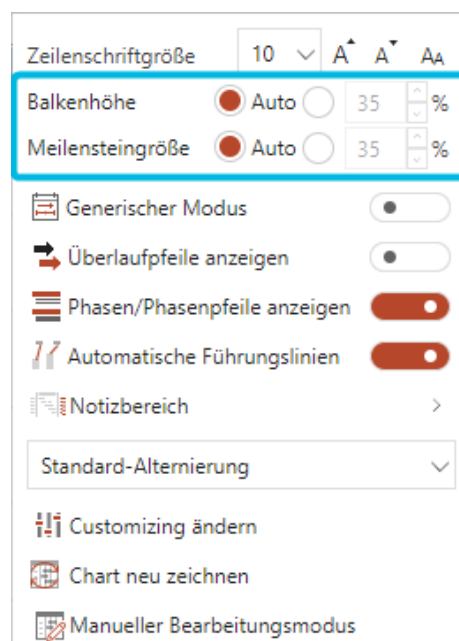 Zeilenschriftgröße 10 A A AA
Balkenhöhe Auto 35 %
Meilensteingröße Auto 35 %
Generischer Modus
Überlaufpfeile anzeigen
Phasen/Phasenpfeile anzeigen
Automatische Führungslinien
Notizbereich
Standard-Alternierung
Customizing ändern
Chart neu zeichnen
Manueller Bearbeitungsmodus